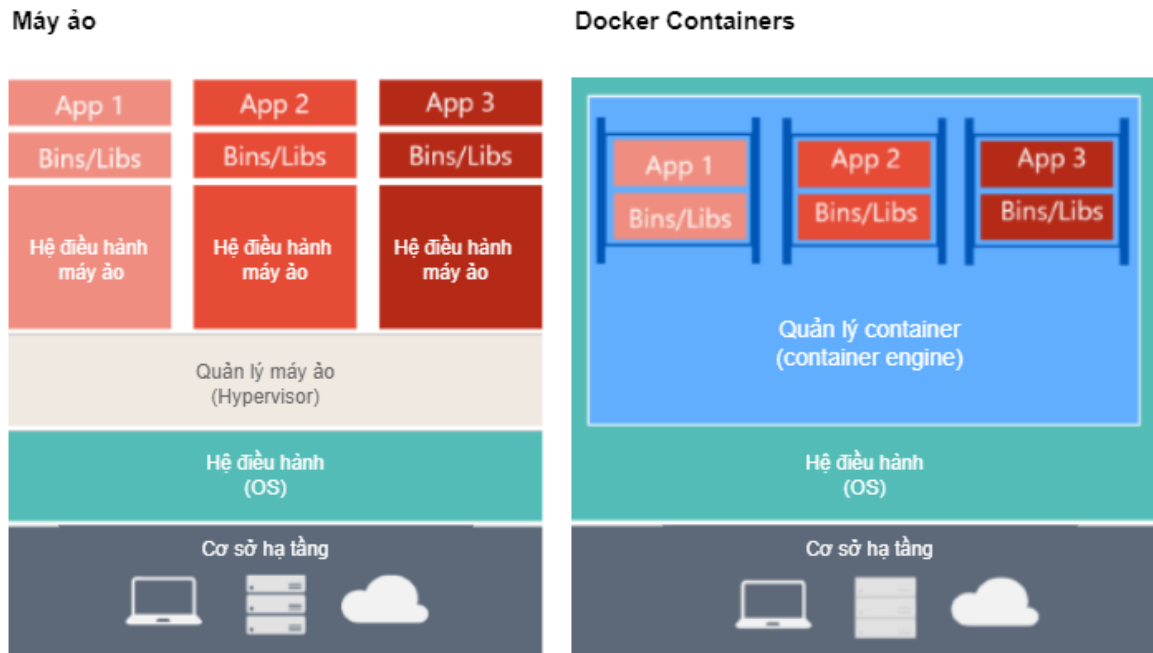 Máy ảo
App 1
App 2
App 3
Bins/Libs
Bins/Libs
Bins/Libs
Hệ điều hành
máy ảo
Hệ điều hành
máy ảo
Hệ điều hành
máy ảo
Quản lý máy ảo
(Hypervisor)
Hệ điều hành
(OS)
Cơ sở hạ tầng
Docker Containers
App 1
Bins/Libs
App 2
Bins/Libs
App 3
Bins/Libs
Quản lý container
(container engine)
Hệ điều hành
(OS)
Cơ sở hạ tầng